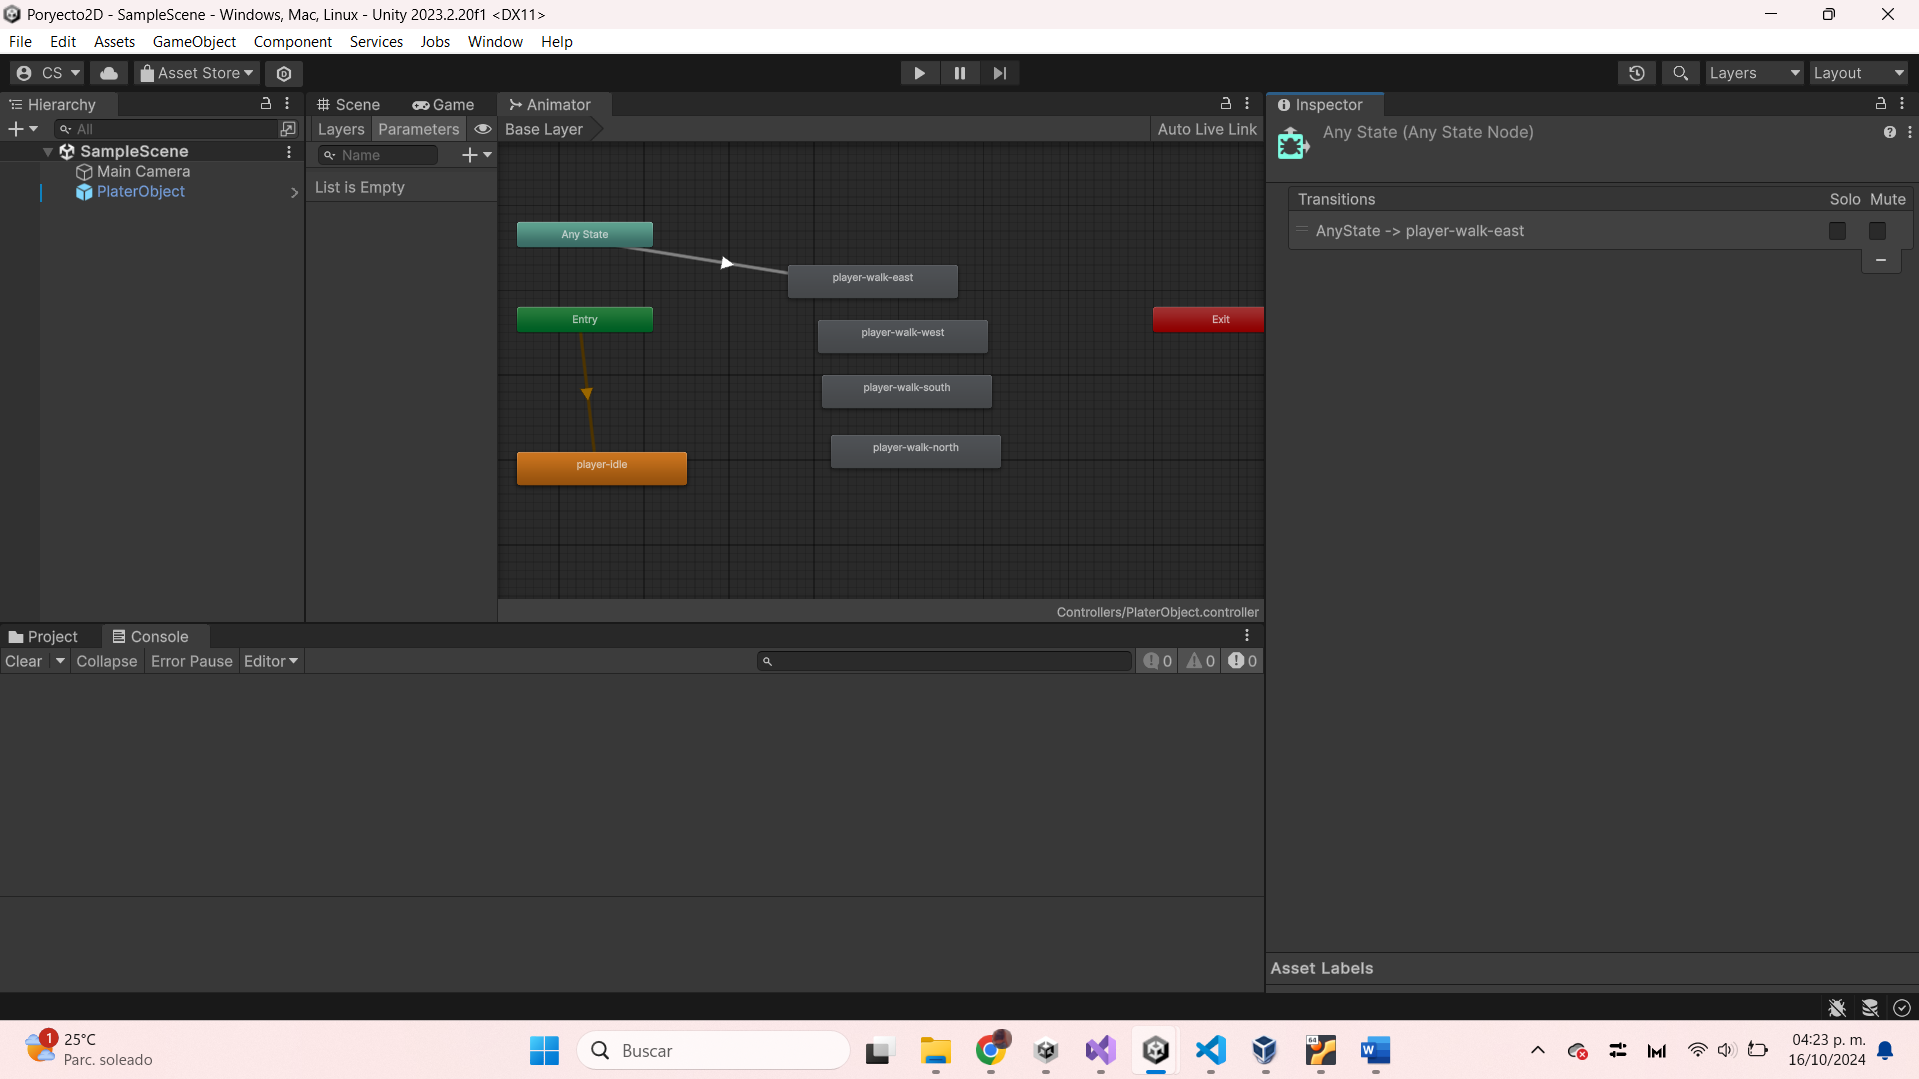 Poryecto2D - SampleScene - Windows, Mac, Linux - Unity 2023.2.20f1 <DX11>
File Edit Assets GameObject Component Services Jobs Window Help
CS Asset Store Layers Layout
Hierarchy Scene Game Animator Inspector
All Layers Parameters Base Layer Auto Live Link Any State (Any State Node)
SampleScene Name
Main Camera
PlaterObject List is Empty
Transitions Solo Mute
AnyState -> player-walk-east
Any State
player-walk-east
Entry
player-walk-west
Exit
player-walk-south
player-walk-north
player-idle
Controllers/PlaterObject.controller
Project Console
Clear Collapse Error Pause Editor 0 0 0
Asset Labels
1 25°C
Parc. soleado
Buscar
64
04:23 p. m.
16/10/2024